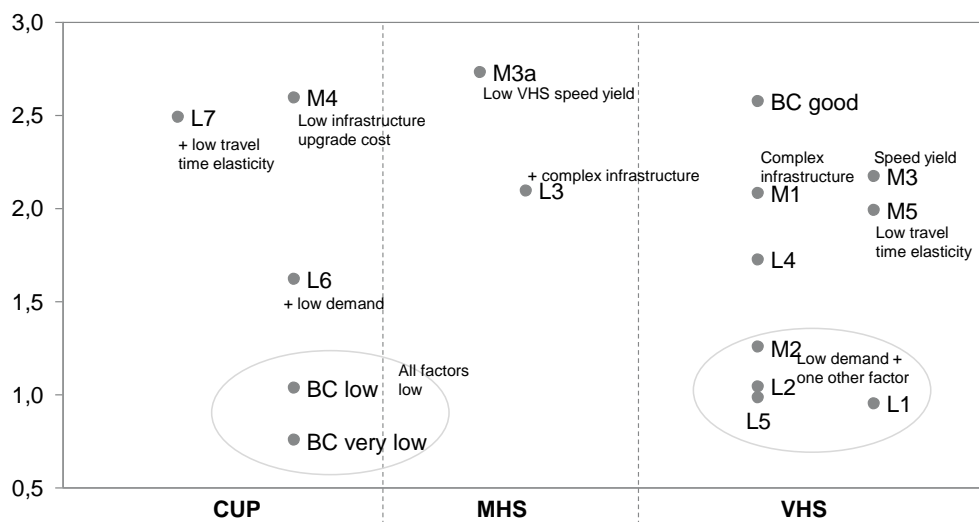 3,0
2,5
2,0
1,5
1,0
0,5
L7
+ low travel
time elasticity
M4
Low infrastructure
upgrade cost
L6
+ low demand
BC low
All factors
low
BC very low
M3a
Low VHS speed yield
+ complex infrastructure
L3
BC good
Complex
infrastructure
M1
Speed yield
M3
M5
Low travel
time elasticity
L4
M2
Low demand +
one other factor
L2
L5
L1
CUP
MHS
VHS